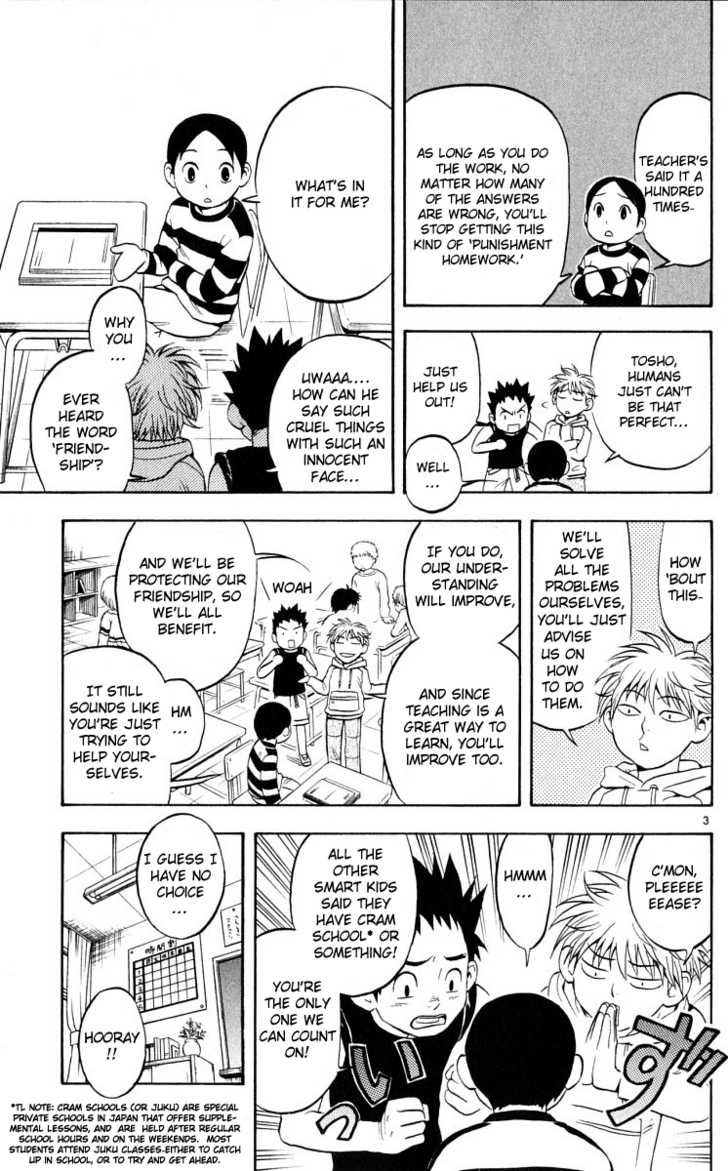 TEACHER'S
SAID IT A
HUNDRED
TIMES-
AS LONG AS YOU DO
THE WORK, NO
MATTER HOW MANY
OF THE ANSWERS
ARE WRONG, YOU'LL
STOP GETTING THIS
KIND OF 'PUNISHMENT
HOMEWORK.'
TOSHO,
HUMANS
JUST CAN'T
BE THAT
PERFECT...
JUST
HELP US
OUT!
WELL
...
WHAT'S IN
IT FOR ME?
UWAAA....
HOW CAN HE
SAY SUCH
CRUEL THINGS
WITH SUCH AN
INNOCENT
FACE...
WHY
YOU
...
EVER
HEARD
THE WORD
'FRIEND-
SHIP'?
HOW
'BOUT
THIS-
WE'LL
SOLVE
ALL THE
PROBLEMS
OURSELVES,
YOU'LL JUST
ADVISE
US ON
HOW
TO DO
THEM.
IF YOU DO,
OUR UNDER-
STANDING
WILL IMPROVE,
AND SINCE
TEACHING IS A
GREAT WAY TO
LEARN, YOU'LL
IMPROVE TOO.
WOAH
AND WE'LL BE
PROTECTING OUR
FRIENDSHIP, SO
WE'LL ALL
BENEFIT.
HM
...
IT STILL
SOUNDS LIKE
YOU'RE JUST
TRYING TO
HELP YOUR-
SELVES.
3
C'MON,
PLEEEEE
EEASE?
HMMM
...
ALL THE
OTHER
SMART KIDS
SAID THEY
HAVE CRAM
SCHOOL* OR
SOMETHING!
YOU'RE
THE ONLY
ONE WE
CAN COUNT
ON!
I GUESS I
HAVE NO
CHOICE
...
時間割
HOORAY
!!
*TL NOTE: CRAM SCHOOLS (OR JUKU) ARE SPECIAL
PRIVATE SCHOOLS IN JAPAN THAT OFFER SUPPLE-
MENTAL LESSONS, AND ARE HELD AFTER REGULAR
SCHOOL HOURS AND ON THE WEEKENDS. MOST
STUDENTS ATTEND JUKU CLASSES EITHER TO CATCH
UP IN SCHOOL, OR TO TRY AND GET AHEAD.